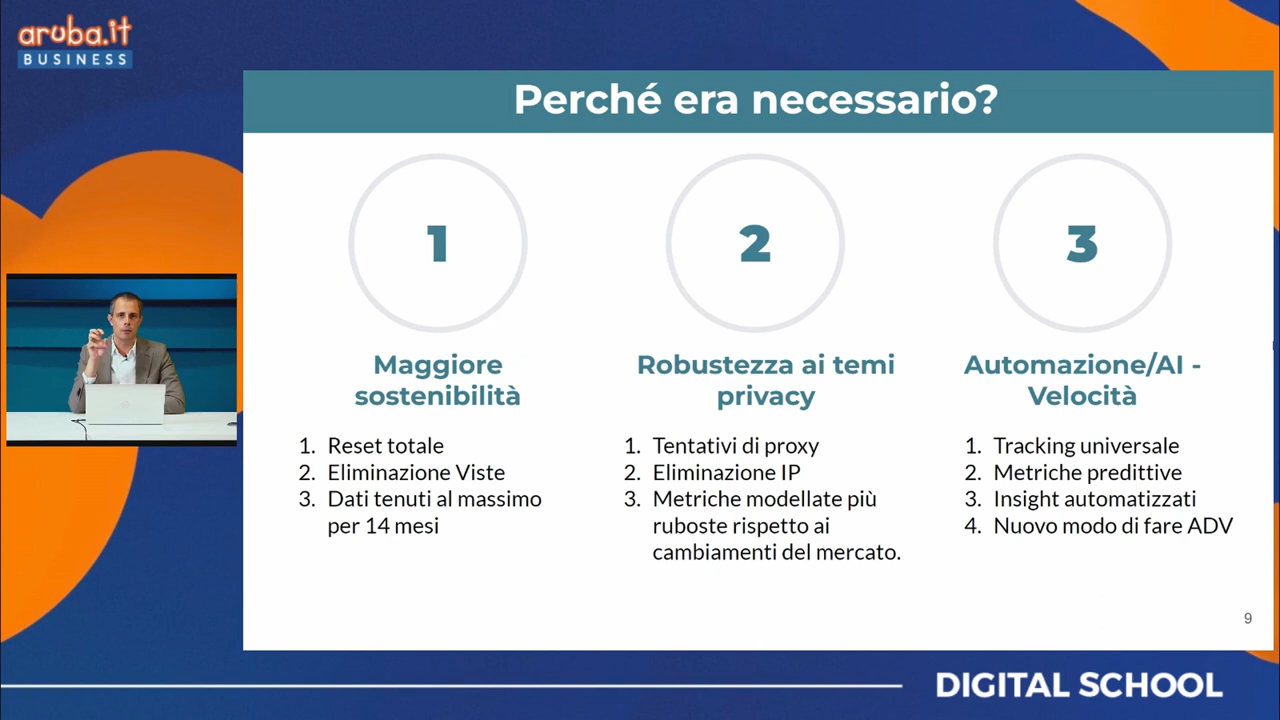 aruba.it
BUSINESS
Perché era necessario?
1
Maggiore
sostenibilità
1. Reset totale
2. Eliminazione Viste
3. Dati tenuti al massimo
per 14 mesi
2
Robustezza ai temi
privacy
1. Tentativi di proxy
2. Eliminazione IP
3. Metriche modellate più
ruboste rispetto ai
cambiamenti del mercato.
3
Automazione/AI -
Velocità
1. Tracking universale
2. Metriche predittive
3. Insight automatizzati
4. Nuovo modo di fare ADV
9
DIGITAL SCHOOL